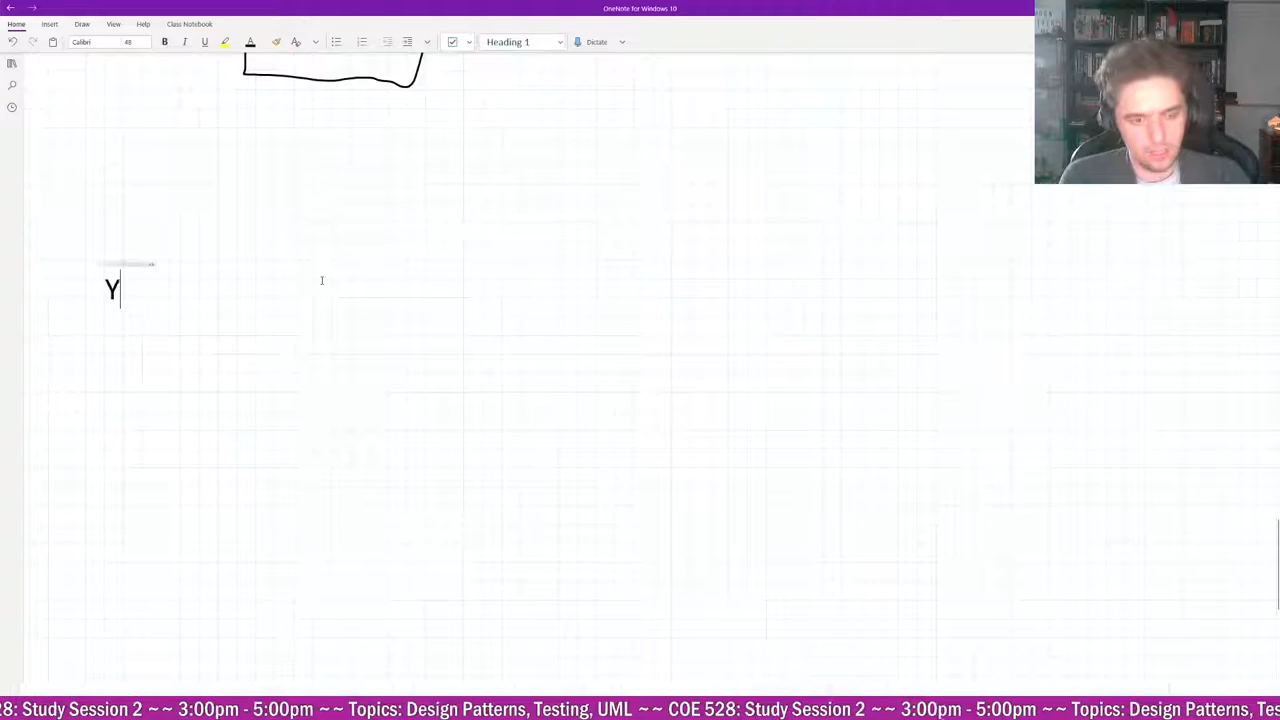 OneNote for Windows 10
Home Insert Draw View Help Class Notebook
Calibri 48 B I U A Heading 1 Dictate
Y
28: Study Session 2 ~~ 3:00pm - 5:00pm ~~ Topics: Design Patterns, Testing, UML ~~ COE 528: Study Session 2 ~~ 3:00pm - 5:00pm ~~ Topics: Design Patterns, Tes